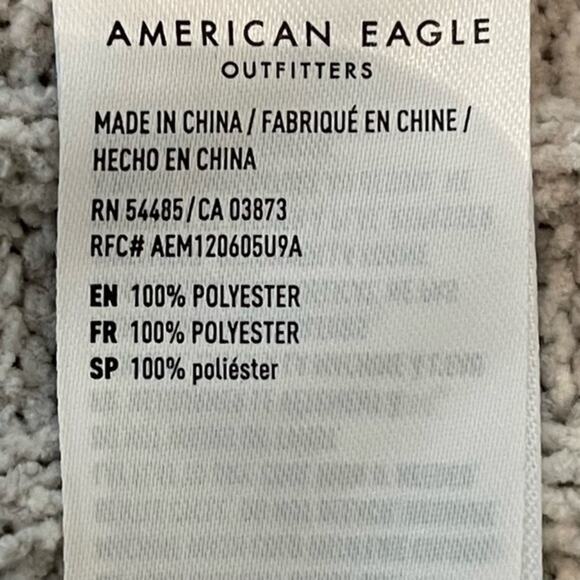 AMERICAN EAGLE
OUTFITTERS
MADE IN CHINA / FABRIQUÉ EN CHINE /
HECHO EN CHINA
RN 54485/CA 03873
RFC# AEM120605U9A
EN 100% POLYESTER
FR 100% POLYESTER
SP 100% poliéster